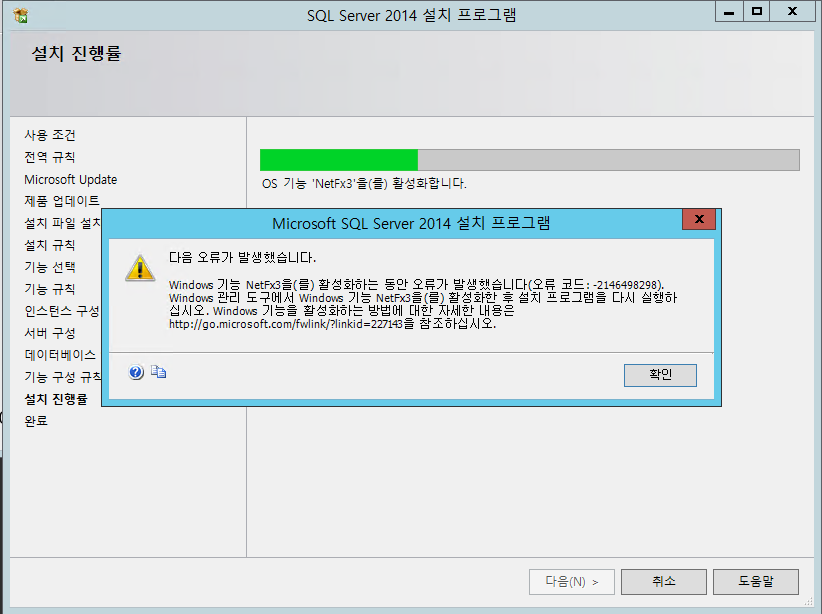 SQL Server 2014 설치 프로그램
설치 진행률
사용 조건
전역 규칙
Microsoft Update
제품 업데이트
설치 파일 설치
설치 규칙
기능 선택
기능 규칙
인스턴스 구성
서버 구성
데이터베이스
기능 구성 규칙
설치 진행률
완료
OS 기능 'NetFx3'을(를) 활성화합니다.
Microsoft SQL Server 2014 설치 프로그램
다음 오류가 발생했습니다.
Windows 기능 NetFx3을(를) 활성화하는 동안 오류가 발생했습니다(오류 코드: -2146498298).
Windows 관리 도구에서 Windows 기능 NetFx3을(를) 활성화한 후 설치 프로그램을 다시 실행하
십시오. Windows 기능을 활성화하는 방법에 대한 자세한 내용은
http://go.microsoft.com/fwlink/?linkid=227143을 참조하십시오.
확인
다음(N) >
취소
도움말